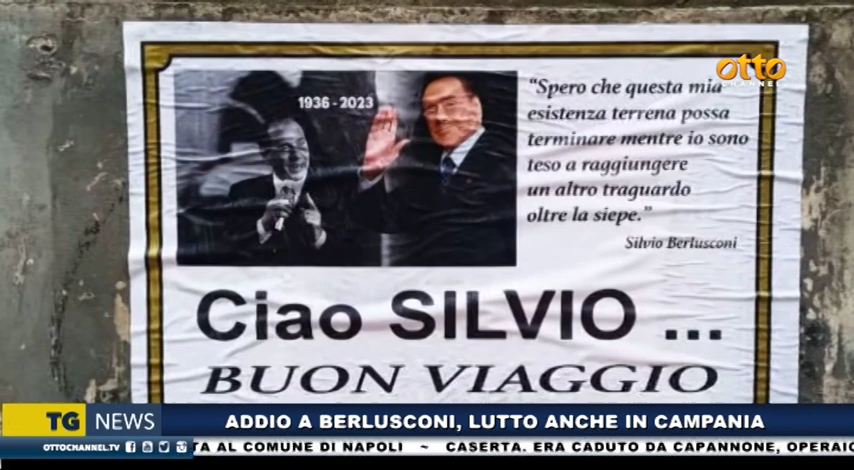 otto
CHANNEL
1936 - 2023
“Spero che questa mia
esistenza terrena possa
terminare mentre io sono
teso a raggiungere
un altro traguardo
oltre la siepe.”
Silvio Berlusconi
Ciao SILVIO ...
BUON VIAGGIO
TG NEWS
ADDIO A BERLUSCONI, LUTTO ANCHE IN CAMPANIA
OTTOCHANNEL.TV
TA AL COMUNE DI NAPOLI ~ CASERTA. ERA CADUTO DA CAPANNONE, OPERAIO